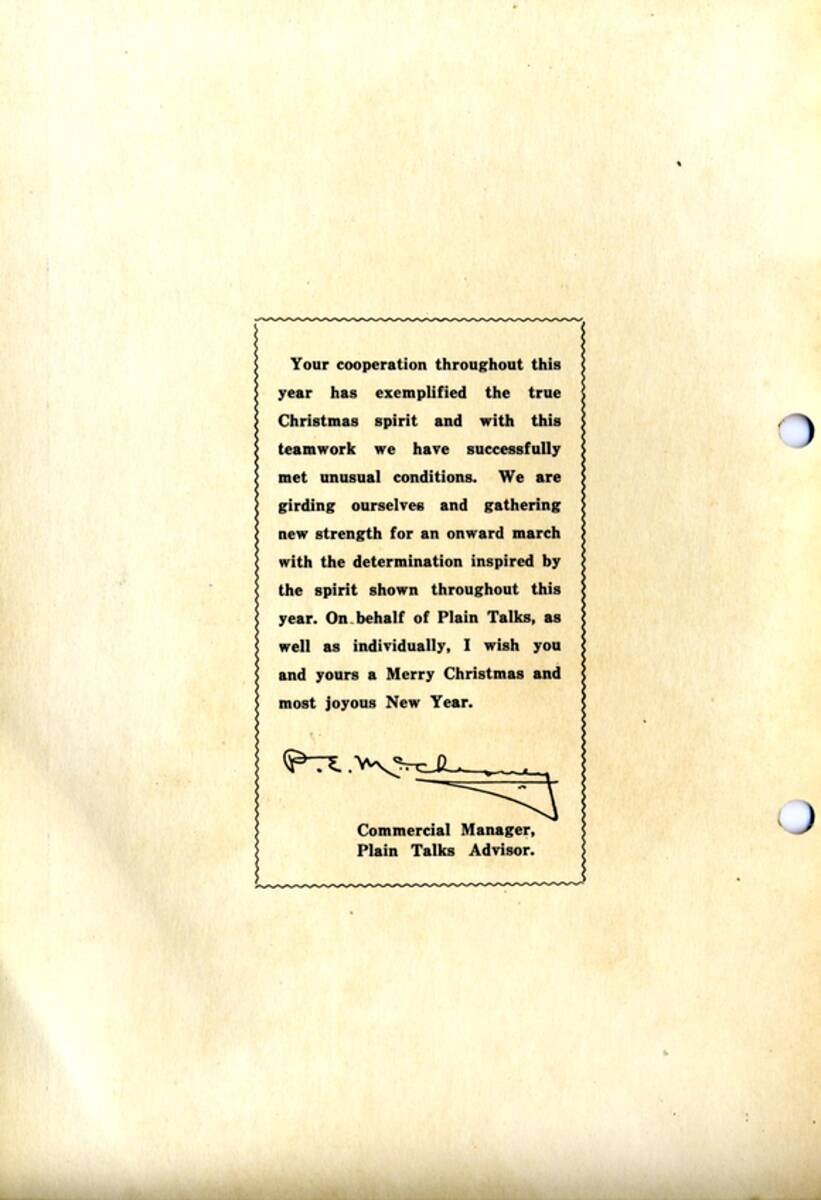 Your cooperation throughout this
year has exemplified the true
Christmas spirit and with this
teamwork we have successfully
met unusual conditions. We are
girding ourselves and gathering
new strength for an onward march
with the determination inspired by
the spirit shown throughout this
year. On behalf of Plain Talks, as
well as individually, I wish you
and yours a Merry Christmas and
most joyous New Year.
P. E. McChesney
Commercial Manager,
Plain Talks Advisor.